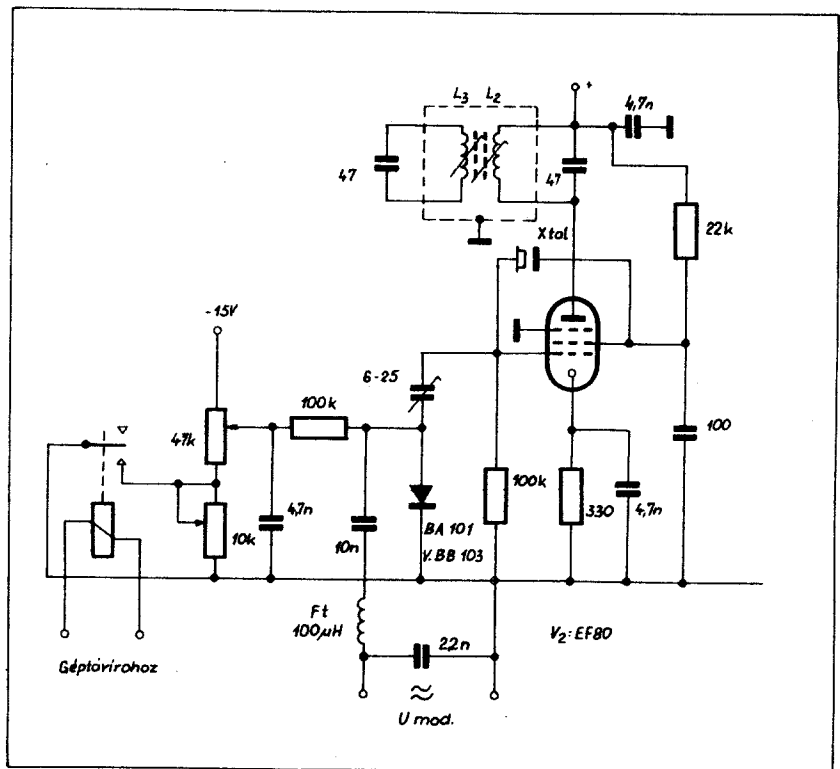 L3 L2
+
4,7n
47
47
Xtal
22k
-15V
6-25
100k
47k
100
100k
4,7n
330
4,7n
10k
10n
BA 101
V. BB 103
Ft
100µH
2,2n
V2: EF80
Géptávíróhoz
≈
U mod.